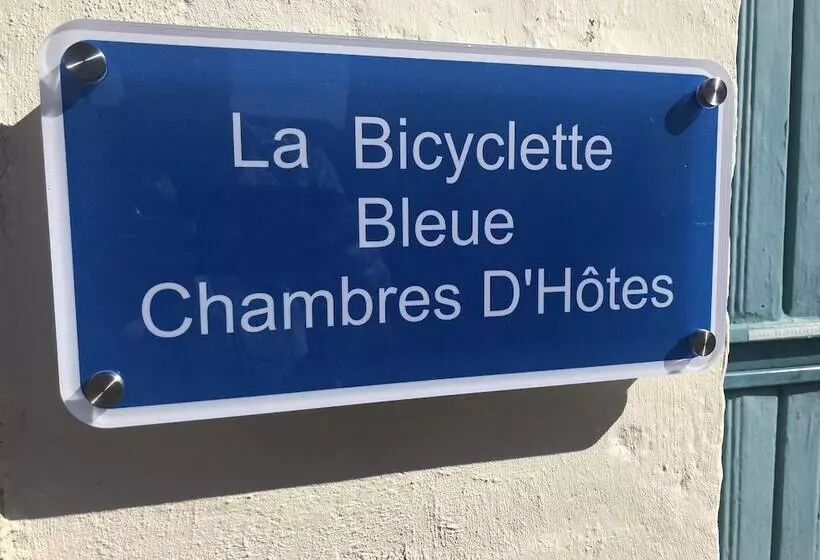 La Bicyclette
Bleue
Chambres D'Hôtes